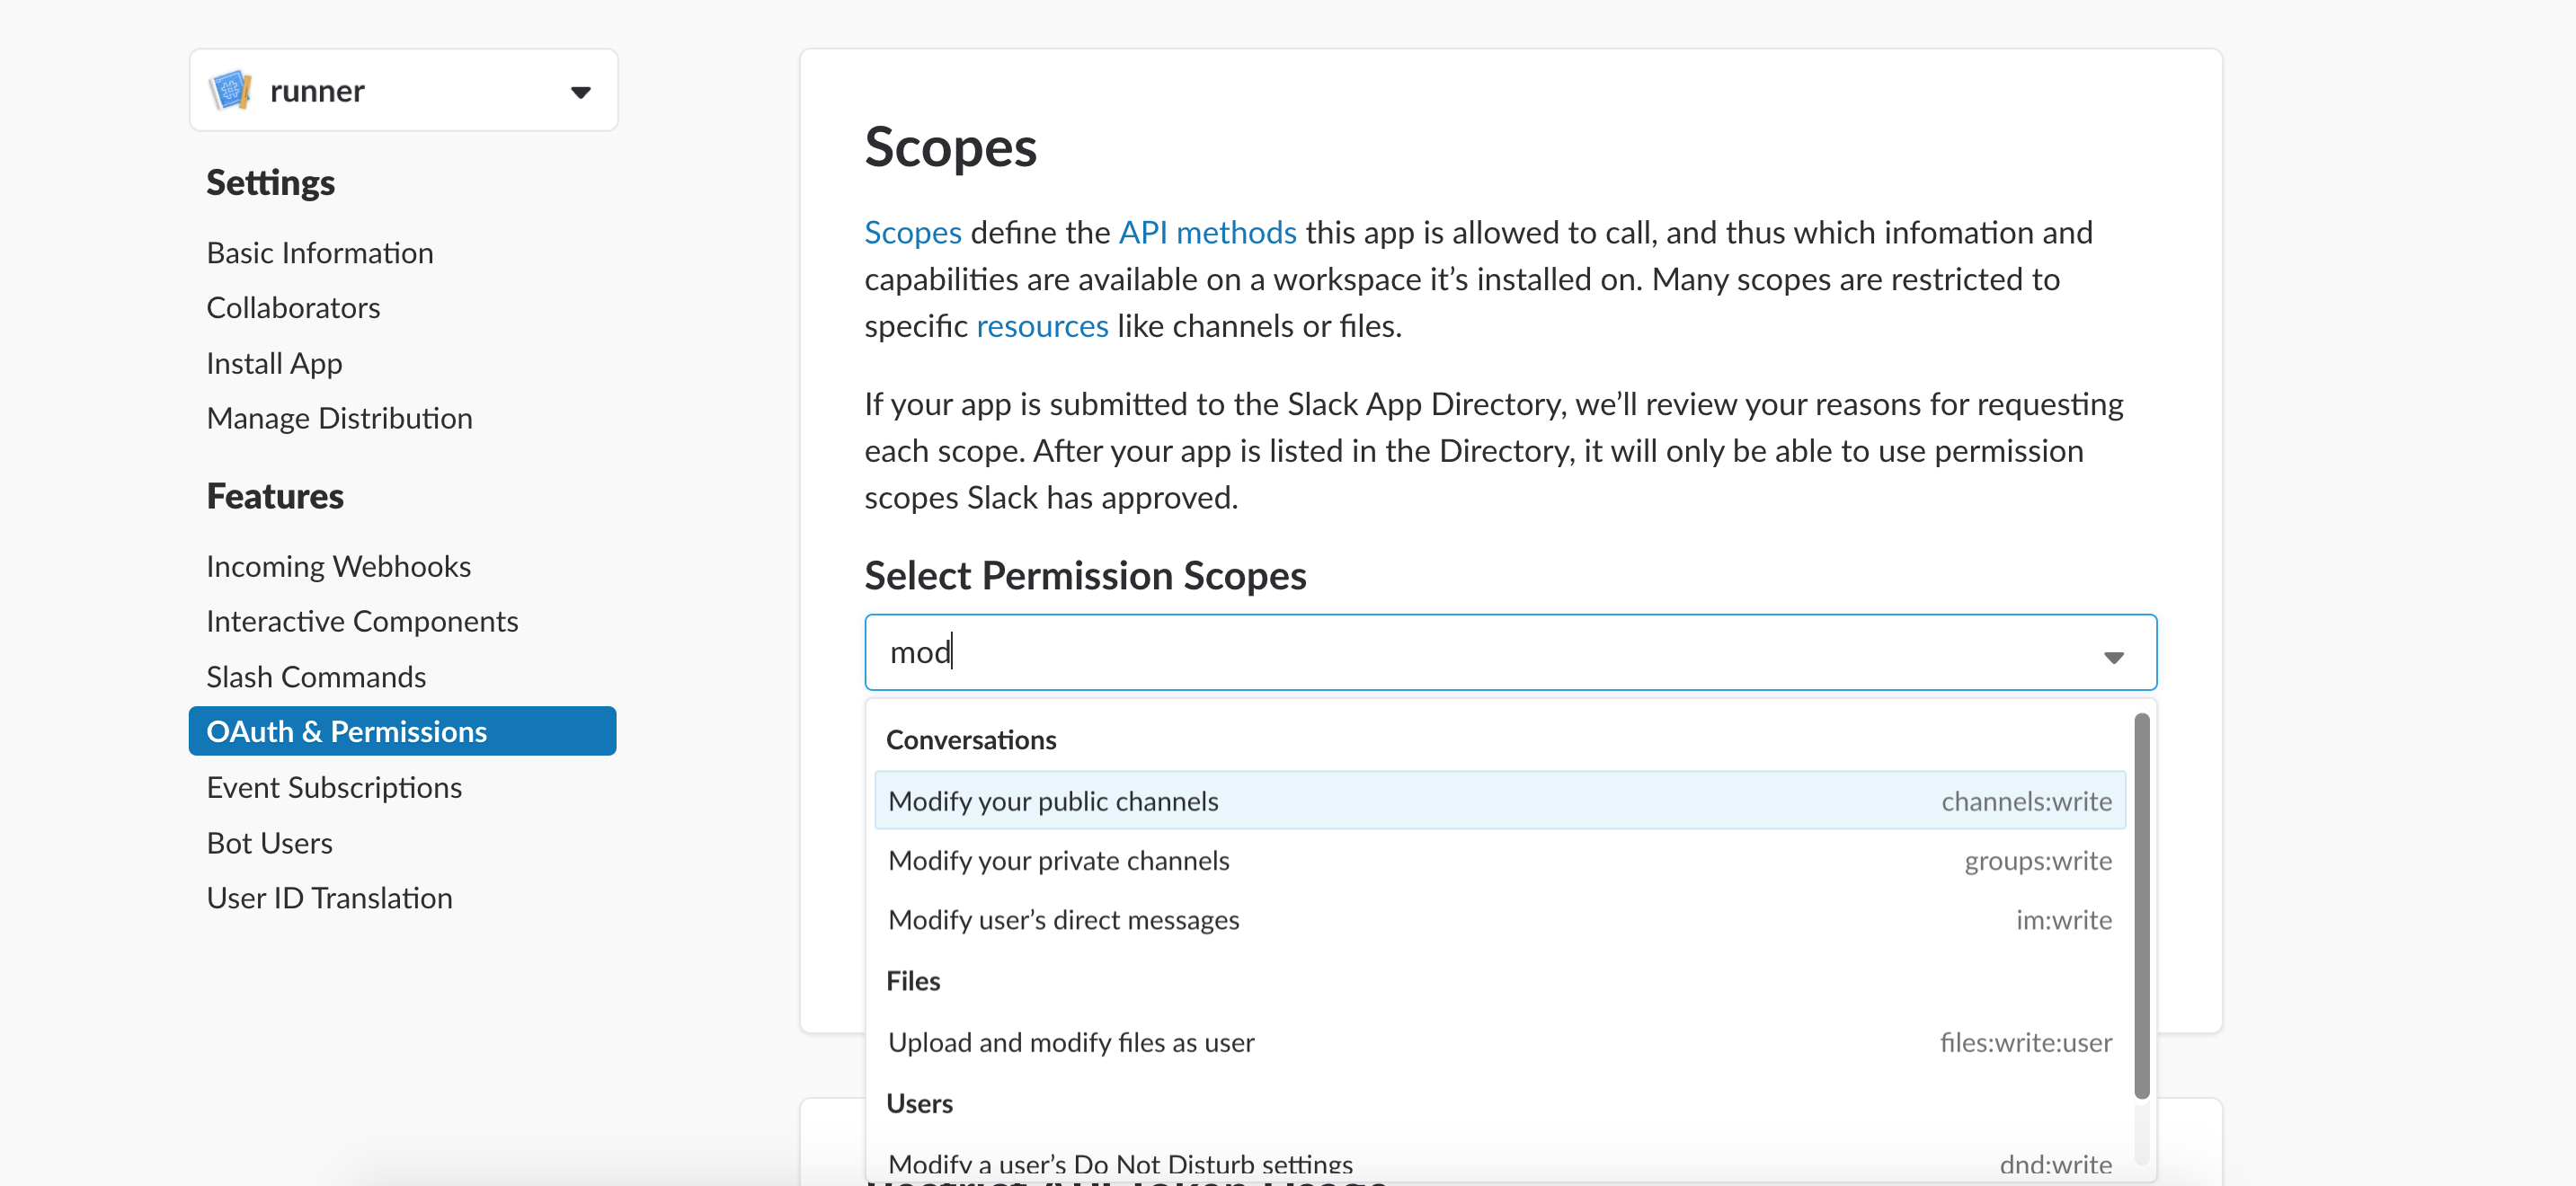 runner
Settings
Basic Information
Collaborators
Install App
Manage Distribution
Features
Incoming Webhooks
Interactive Components
Slash Commands
OAuth & Permissions
Event Subscriptions
Bot Users
User ID Translation
Scopes
Scopes define the API methods this app is allowed to call, and thus which infomation and
capabilities are available on a workspace it’s installed on. Many scopes are restricted to
specific resources like channels or files.
If your app is submitted to the Slack App Directory, we’ll review your reasons for requesting
each scope. After your app is listed in the Directory, it will only be able to use permission
scopes Slack has approved.
Select Permission Scopes
mod
Conversations
Modify your public channels channels:write
Modify your private channels groups:write
Modify user’s direct messages im:write
Files
Upload and modify files as user files:write:user
Users
Modify a user’s Do Not Disturb settings dnd:write
Restrict API Token Usage